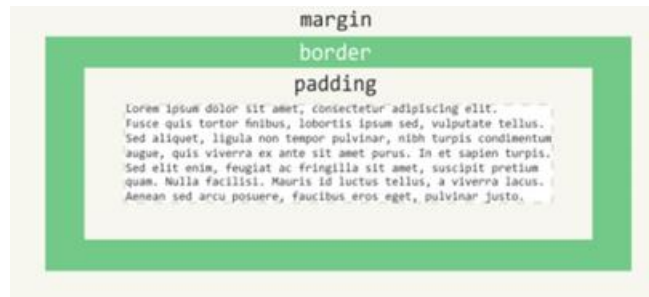 margin
border
padding
Lorem ipsum dolor sit amet, consectetur adipiscing elit.
Fusce quis tortor finibus, lobortis ipsum sed, vulputate tellus.
Sed aliquet, ligula non tempor pulvinar, nibh turpis condimentum
augue, quis viverra ex ante sit amet purus. In et sapien turpis.
Sed elit enim, feugiat ac fringilla sit amet, suscipit pretium
quam. Nulla facilisi. Mauris id luctus tellus, a viverra lacus.
Aenean sed arcu posuere, faucibus eros eget, pulvinar justo.